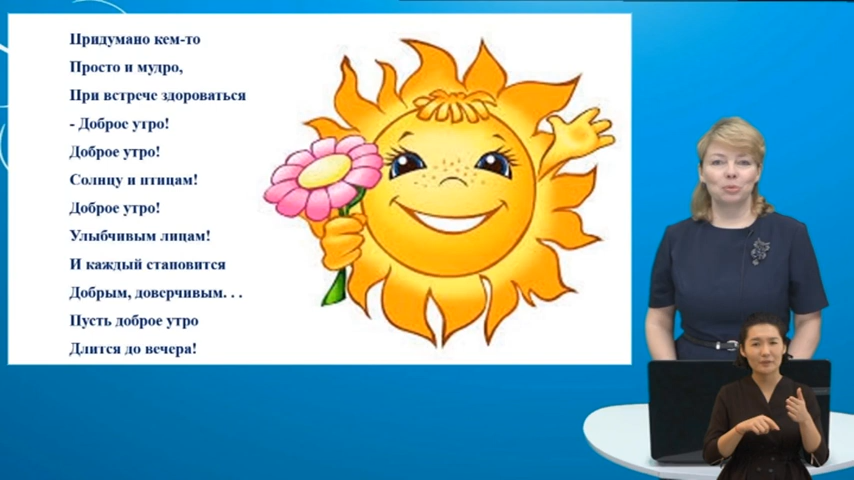 Придумано кем-то
Просто и мудро,
При встрече здороваться
- Доброе утро!
Доброе утро!
Солнцу и птицам!
Доброе утро!
Улыбчивым лицам!
И каждый становится
Добрым, доверчивым. . .
Пусть доброе утро
Длится до вечера!